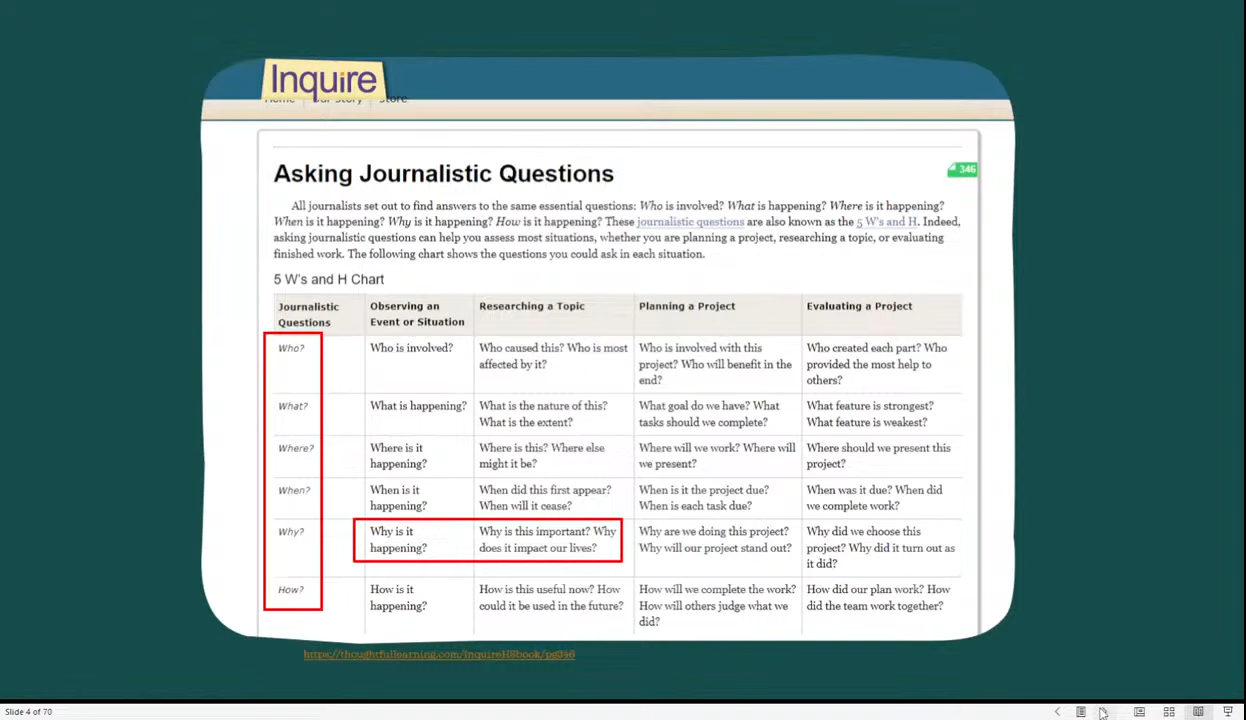 Inquire
Home Our Story Store
Asking Journalistic Questions
346
All journalists set out to find answers to the same essential questions: Who is involved? What is happening? Where is it happening?
When is it happening? Why is it happening? How is it happening? These journalistic questions are also known as the 5 W's and H. Indeed,
asking journalistic questions can help you assess most situations, whether you are planning a project, researching a topic, or evaluating
finished work. The following chart shows the questions you could ask in each situation.
5 W's and H Chart
Journalistic Questions
Observing an Event or Situation
Researching a Topic
Planning a Project
Evaluating a Project
Who?
Who is involved?
Who caused this? Who is most
affected by it?
Who is involved with this
project? Who will benefit in the
end?
Who created each part? Who
provided the most help to
others?
What?
What is happening?
What is the nature of this?
What is the extent?
What goal do we have? What
tasks should we complete?
What feature is strongest?
What feature is weakest?
Where?
Where is it
happening?
Where is this? Where else
might it be?
Where will we work? Where will
we present?
Where should we present this
project?
When?
When is it
happening?
When did this first appear?
When will it cease?
When is it the project due?
When is each task due?
When was it due? When did
we complete work?
Why?
Why is it
happening?
Why is this important? Why
does it impact our lives?
Why are we doing this project?
Why will our project stand out?
Why did we choose this
project? Why did it turn out as
it did?
How?
How is it
happening?
How is this useful now? How
could it be used in the future?
How will we complete the work?
How will others judge what we
did?
How did our plan work? How
did the team work together?
https://thoughtfullearning.com/inquireHSbook/pg346
Slide 4 of 70